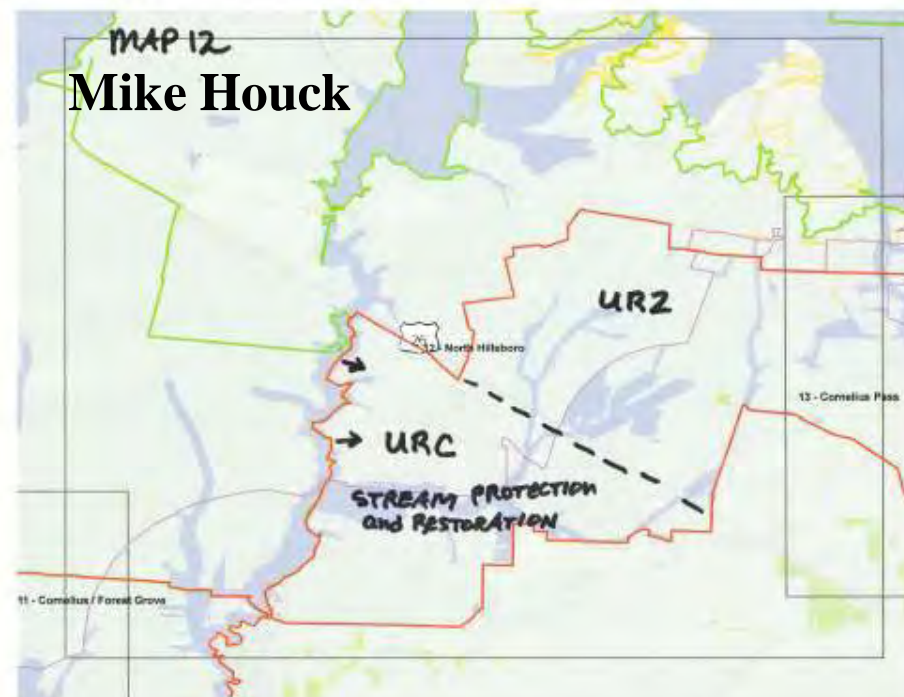 MAP 12
Mike Houck
URZ
26
12 - North Hillsboro
13 - Cornelius Pass
URC
STREAM PROTECTION
and RESTORATION
11 - Cornelius / Forest Grove